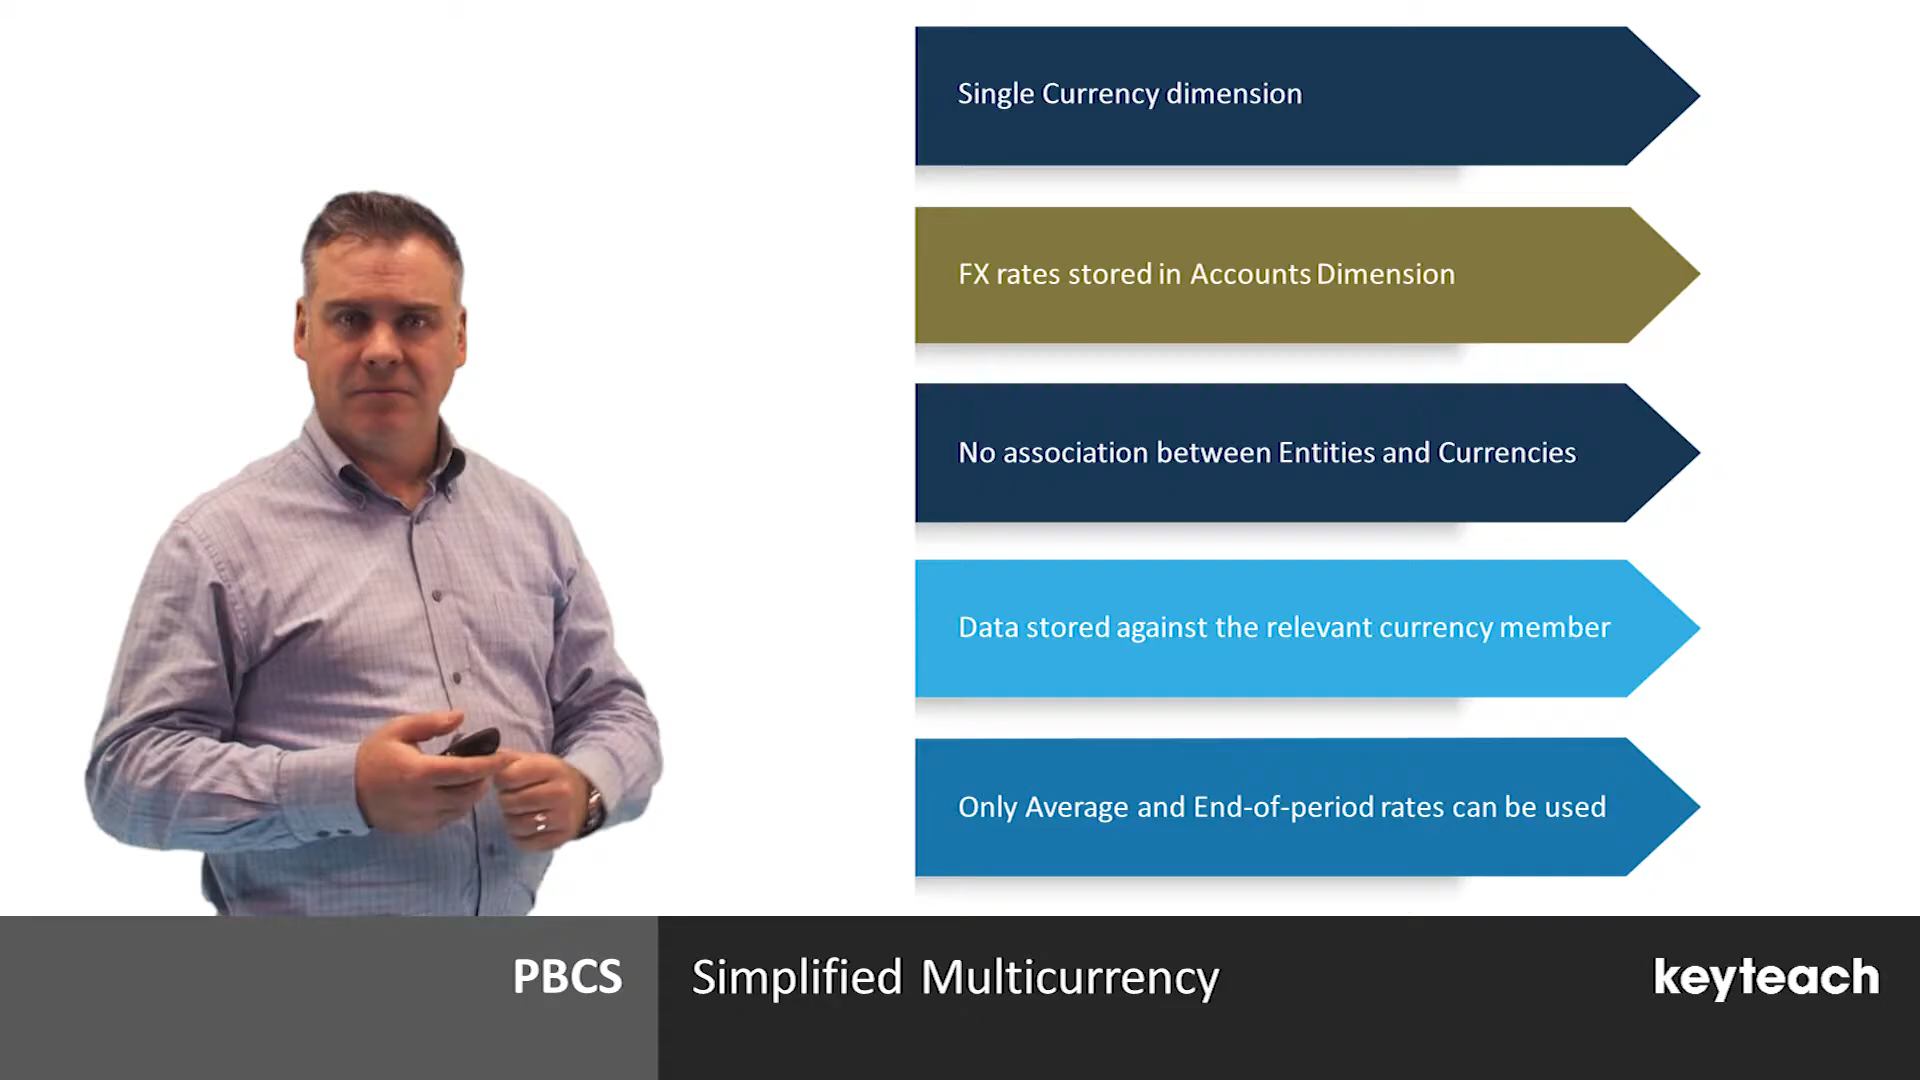 Single Currency dimension
FX rates stored in Accounts Dimension
No association between Entities and Currencies
Data stored against the relevant currency member
Only Average and End-of-period rates can be used
PBCS Simplified Multicurrency keyteach